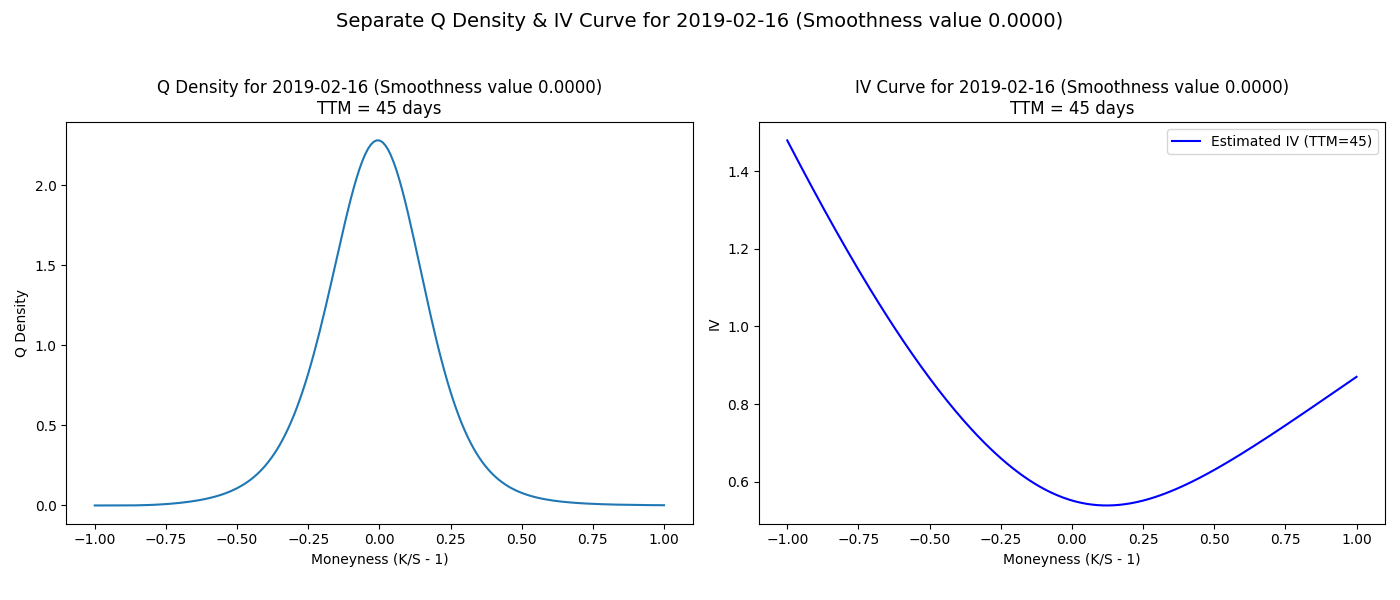 Separate Q Density & IV Curve for 2019-02-16 (Smoothness value 0.0000)
Q Density for 2019-02-16 (Smoothness value 0.0000)
TTM = 45 days
2.0
1.5
1.0
0.5
0.0
Q Density
−1.00 −0.75 −0.50 −0.25 0.00 0.25 0.50 0.75 1.00
Moneyness (K/S - 1)
IV Curve for 2019-02-16 (Smoothness value 0.0000)
TTM = 45 days
Estimated IV (TTM=45)
1.4
1.2
1.0
0.8
0.6
IV
−1.00 −0.75 −0.50 −0.25 0.00 0.25 0.50 0.75 1.00
Moneyness (K/S - 1)